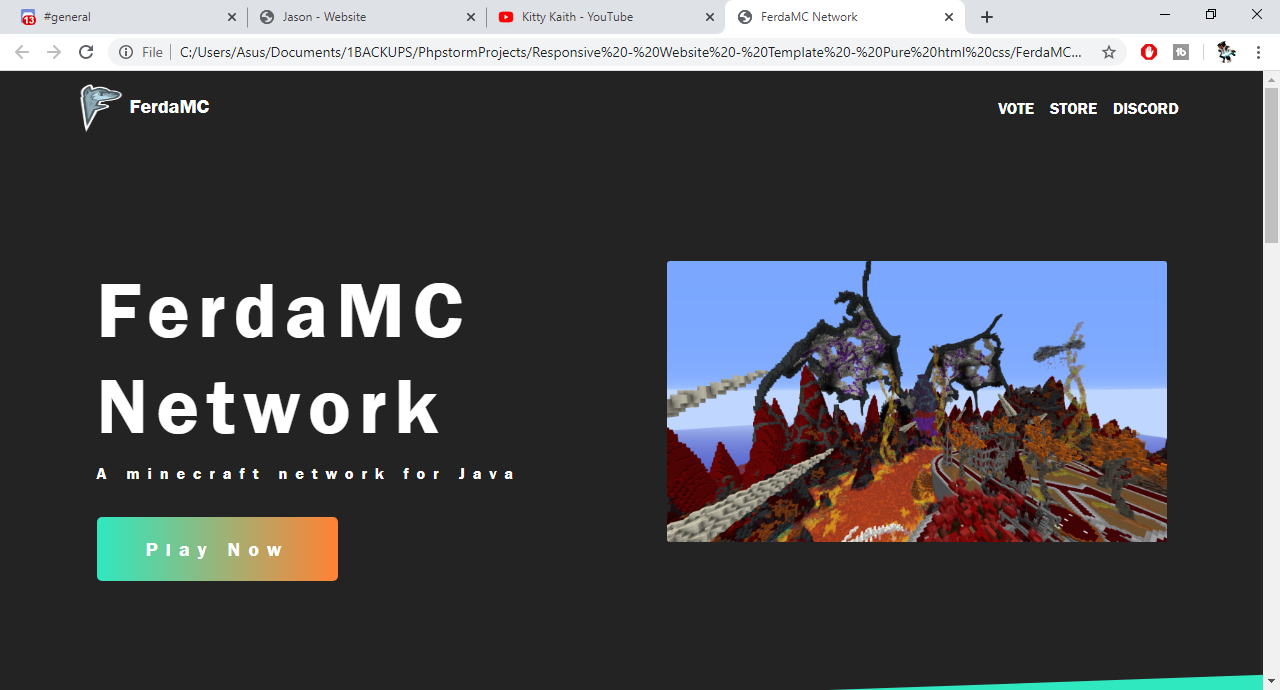 13
#general
Jason - Website
Kitty Kaith - YouTube
FerdaMC Network
File
C:/Users/Asus/Documents/1BACKUPS/PhpstormProjects/Responsive%20-%20Website%20-%20Template%20-%20Pure%20html%20css/FerdaMC...
tb
FerdaMC
VOTE STORE DISCORD
FerdaMC
Network
A minecraft network for Java
Play Now